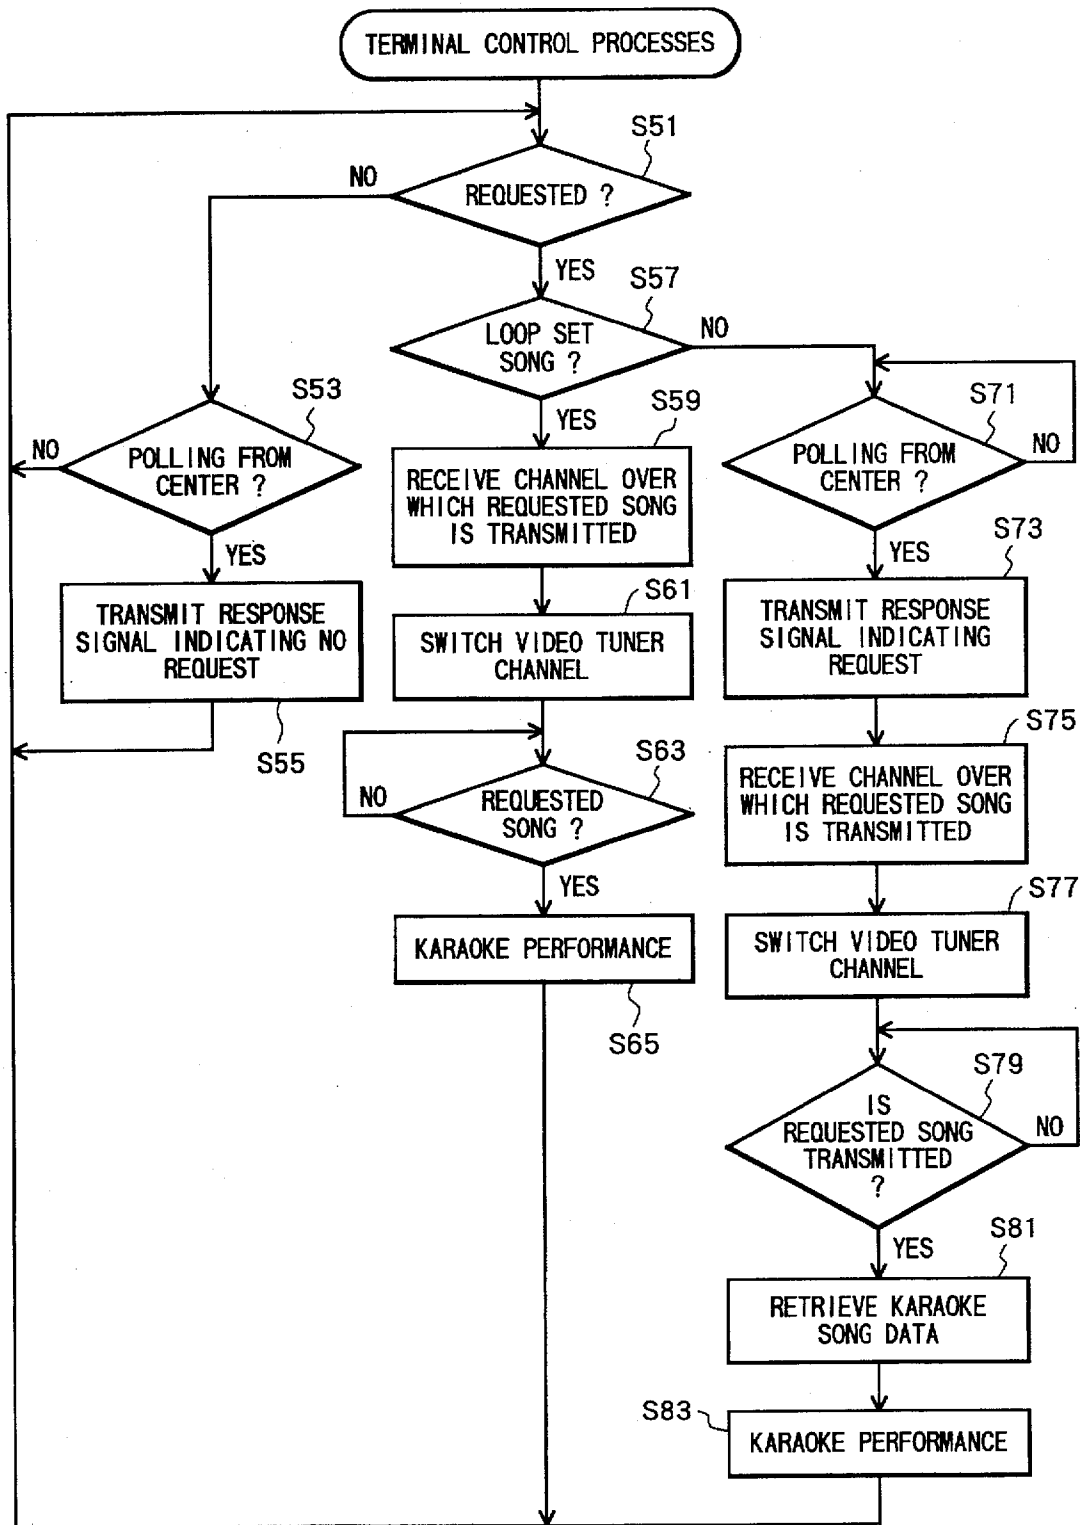 TERMINAL CONTROL PROCESSES
S51
NO
REQUESTED ?
YES
S57
LOOP SET
SONG ?
NO
YES
S53
NO
POLLING FROM
CENTER ?
YES
TRANSMIT RESPONSE
SIGNAL INDICATING NO
REQUEST
S55
S59
RECEIVE CHANNEL OVER
WHICH REQUESTED SONG
IS TRANSMITTED
S61
SWITCH VIDEO TUNER
CHANNEL
S63
NO
REQUESTED
SONG ?
YES
KARAOKE PERFORMANCE
S65
S71
POLLING FROM
CENTER ?
NO
YES
S73
TRANSMIT RESPONSE
SIGNAL INDICATING
REQUEST
S75
RECEIVE CHANNEL OVER
WHICH REQUESTED SONG
IS TRANSMITTED
S77
SWITCH VIDEO TUNER
CHANNEL
S79
IS
REQUESTED SONG
TRANSMITTED
?
NO
YES
S81
RETRIEVE KARAOKE
SONG DATA
S83
KARAOKE PERFORMANCE